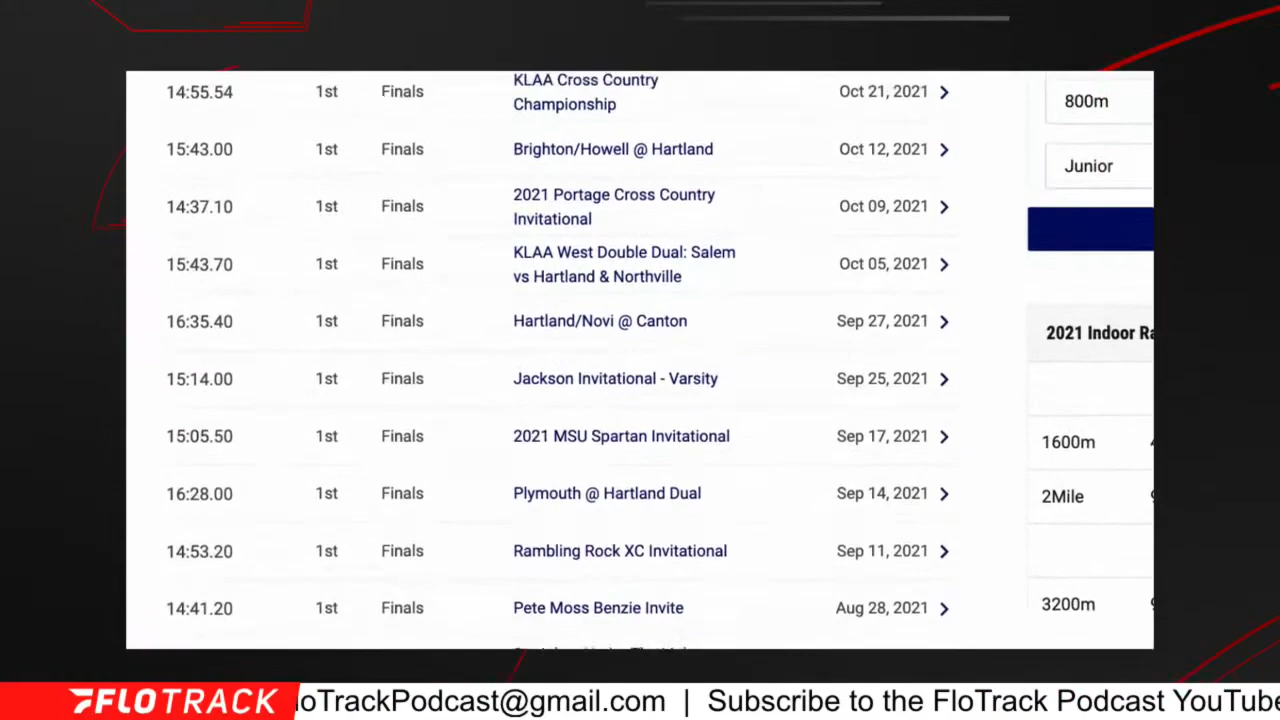 14:55.54 1st Finals KLAA Cross Country Championship Oct 21, 2021
800m
15:43.00 1st Finals Brighton/Howell @ Hartland Oct 12, 2021
Junior
14:37.10 1st Finals 2021 Portage Cross Country Invitational Oct 09, 2021
15:43.70 1st Finals KLAA West Double Dual: Salem vs Hartland & Northville Oct 05, 2021
16:35.40 1st Finals Hartland/Novi @ Canton Sep 27, 2021
2021 Indoor
15:14.00 1st Finals Jackson Invitational - Varsity Sep 25, 2021
15:05.50 1st Finals 2021 MSU Spartan Invitational Sep 17, 2021
1600m
16:28.00 1st Finals Plymouth @ Hartland Dual Sep 14, 2021
2Mile
14:53.20 1st Finals Rambling Rock XC Invitational Sep 11, 2021
14:41.20 1st Finals Pete Moss Benzie Invite Aug 28, 2021
3200m
FLOTRACK
loTrackPodcast@gmail.com | Subscribe to the FloTrack Podcast YouTube